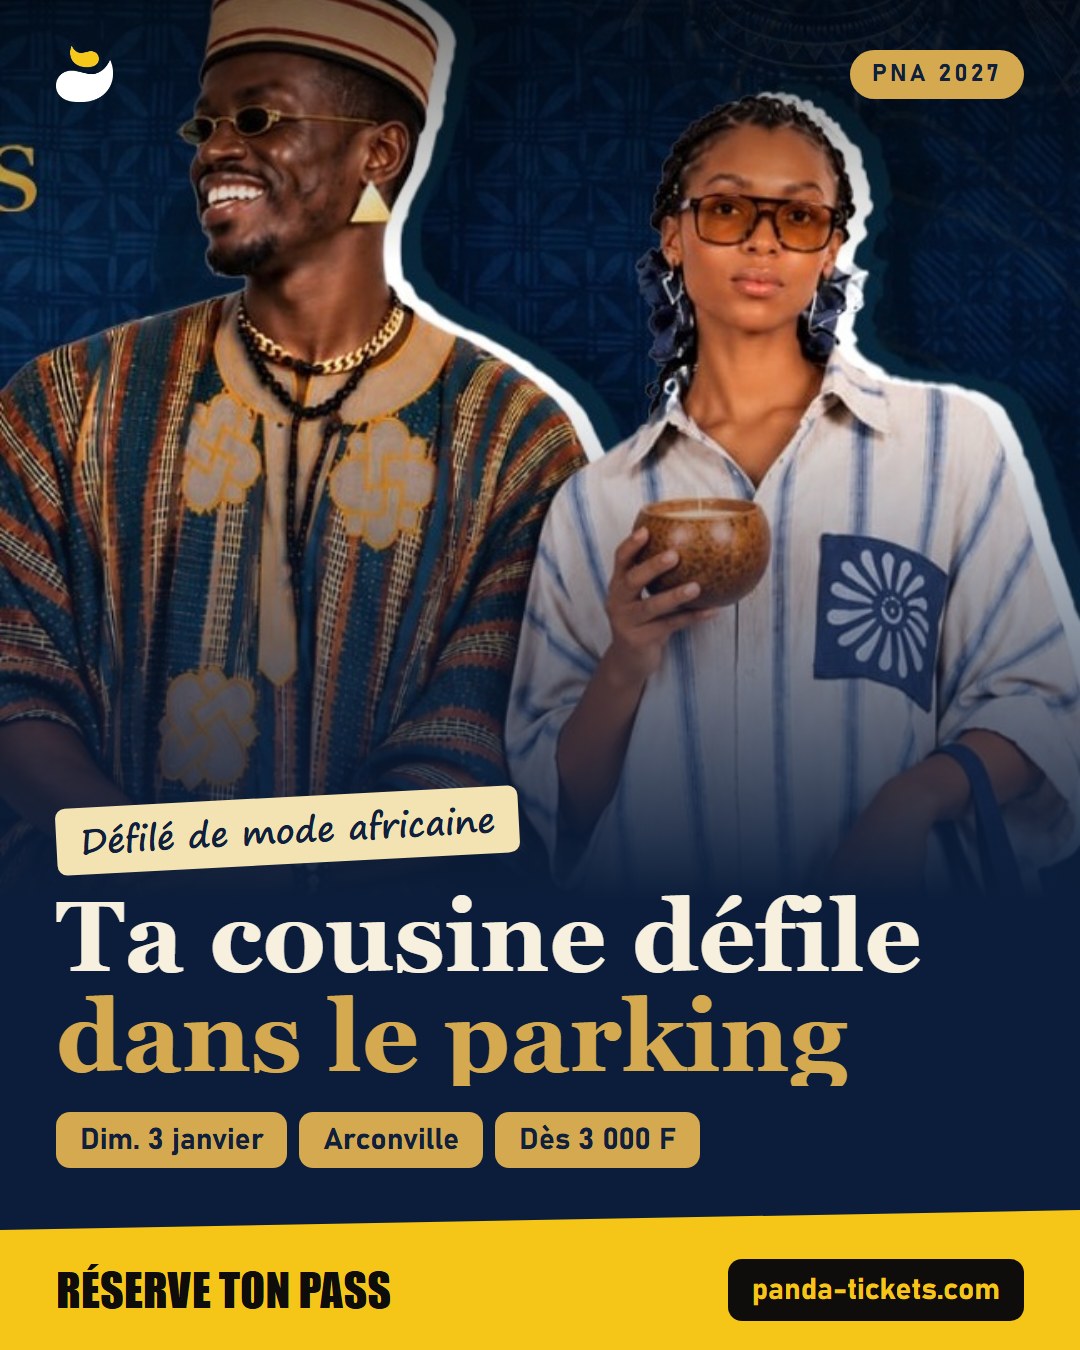 PNA 2027
S
Défilé de mode africaine
Ta cousine défile
dans le parking
Dim. 3 janvier
Arconville
Dès 3 000 F
RÉSERVE TON PASS
panda-tickets.com